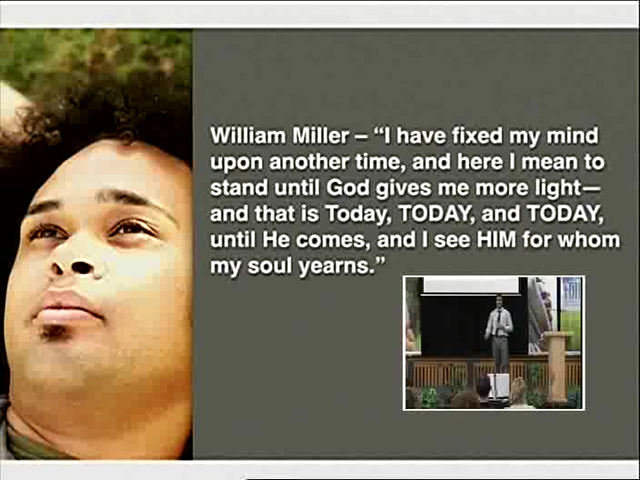 William Miller – “I have fixed my mind
upon another time, and here I mean to
stand until God gives me more light—
and that is Today, TODAY, and TODAY,
until He comes, and I see HIM for whom
my soul yearns.”